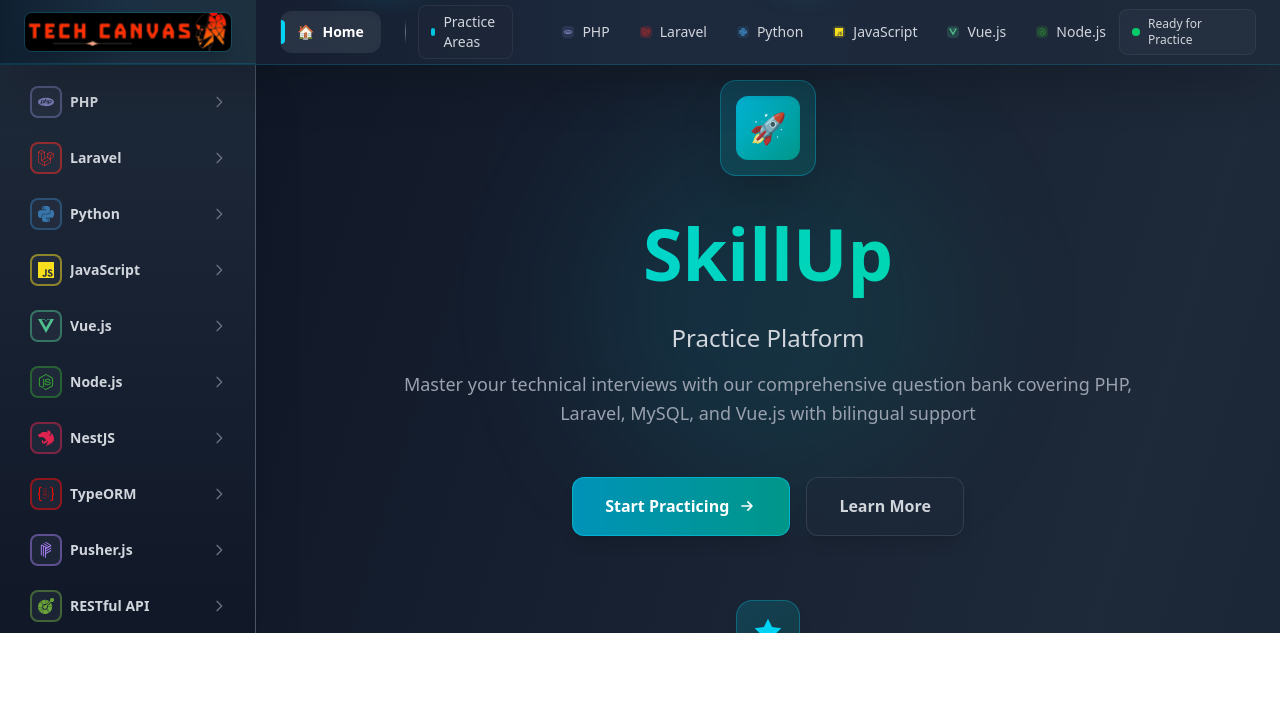 TECH CANVAS
🏠 Home
Practice
Areas
PHP
Laravel
Python
JavaScript
Vue.js
Node.js
Ready for
Practice
PHP
Laravel
Python
JavaScript
Vue.js
Node.js
NestJS
TypeORM
Pusher.js
RESTful API
SkillUp
Practice Platform
Master your technical interviews with our comprehensive question bank covering PHP,
Laravel, MySQL, and Vue.js with bilingual support
Start Practicing →
Learn More